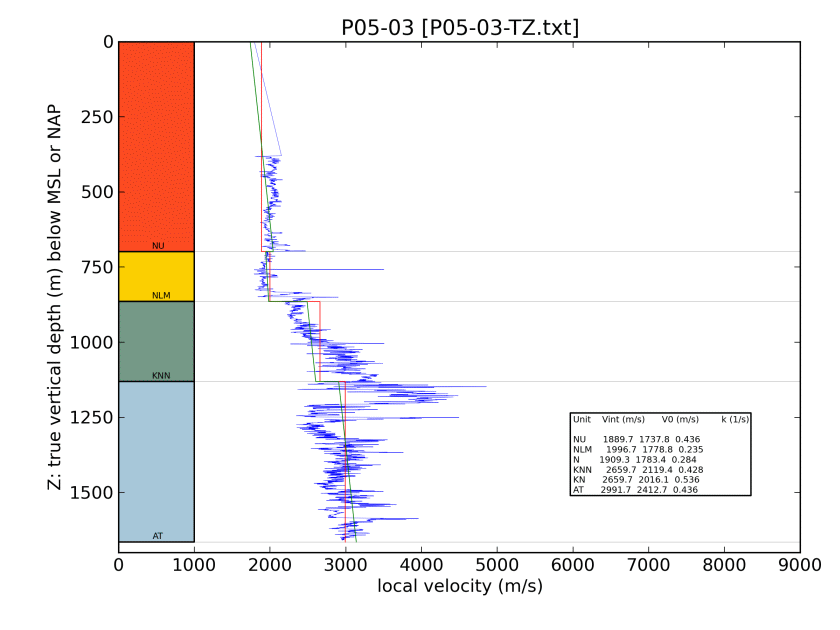 P05-03 [P05-03-TZ.txt]
Z: true vertical depth (m) below MSL or NAP
0
250
500
750
1000
1250
1500
NU
NLM
KNN
AT
Unit Vint (m/s) V0 (m/s) k (1/s)
NU 1889.7 1737.8 0.436
NLM 1996.7 1778.8 0.235
N 1909.3 1783.4 0.284
KNN 2659.7 2119.4 0.428
KN 2659.7 2016.1 0.536
AT 2991.7 2412.7 0.436
0 1000 2000 3000 4000 5000 6000 7000 8000 9000
local velocity (m/s)